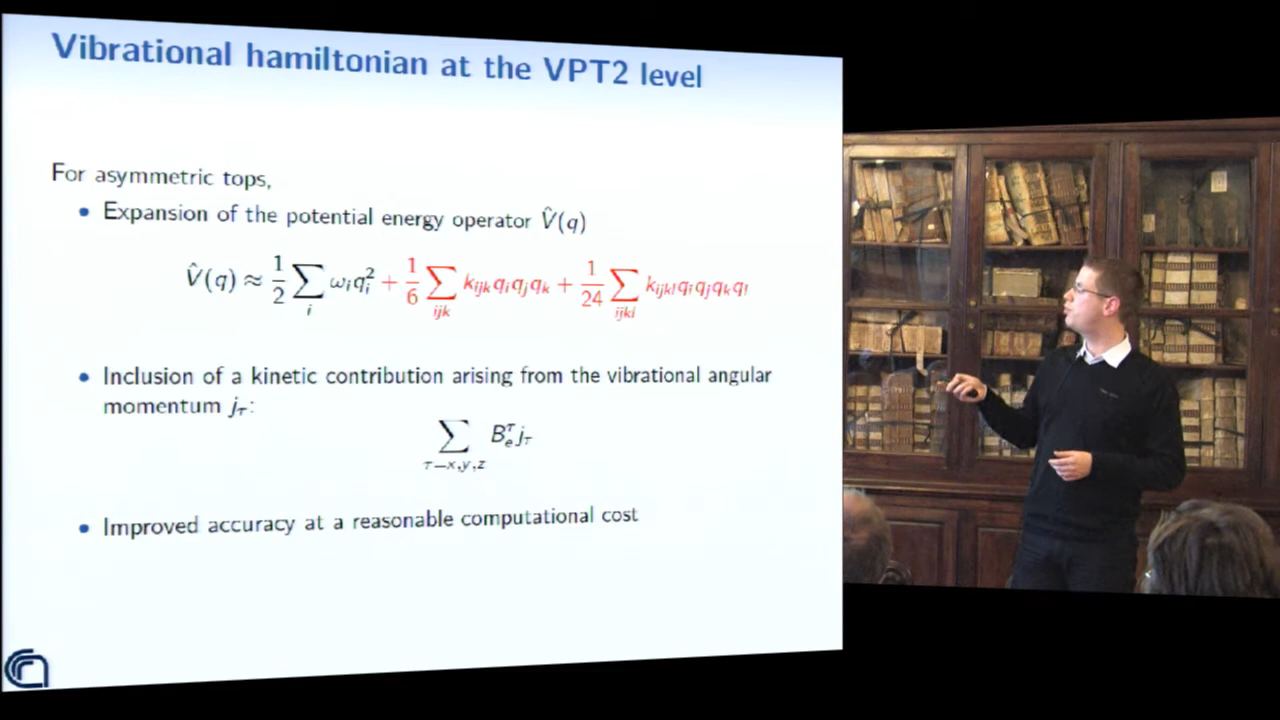 Vibrational hamiltonian at the VPT2 level
For asymmetric tops,
• Expansion of the potential energy operator V̂(q)
V̂(q) ≈ 1/2 ∑_i ω_i q_i² + 1/6 ∑_ijk k_ijk q_i q_j q_k + 1/24 ∑_ijkl k_ijkl q_i q_j q_k q_l
• Inclusion of a kinetic contribution arising from the vibrational angular
momentum j_τ:
∑_τ=x,y,z B_e^τ j_τ
• Improved accuracy at a reasonable computational cost